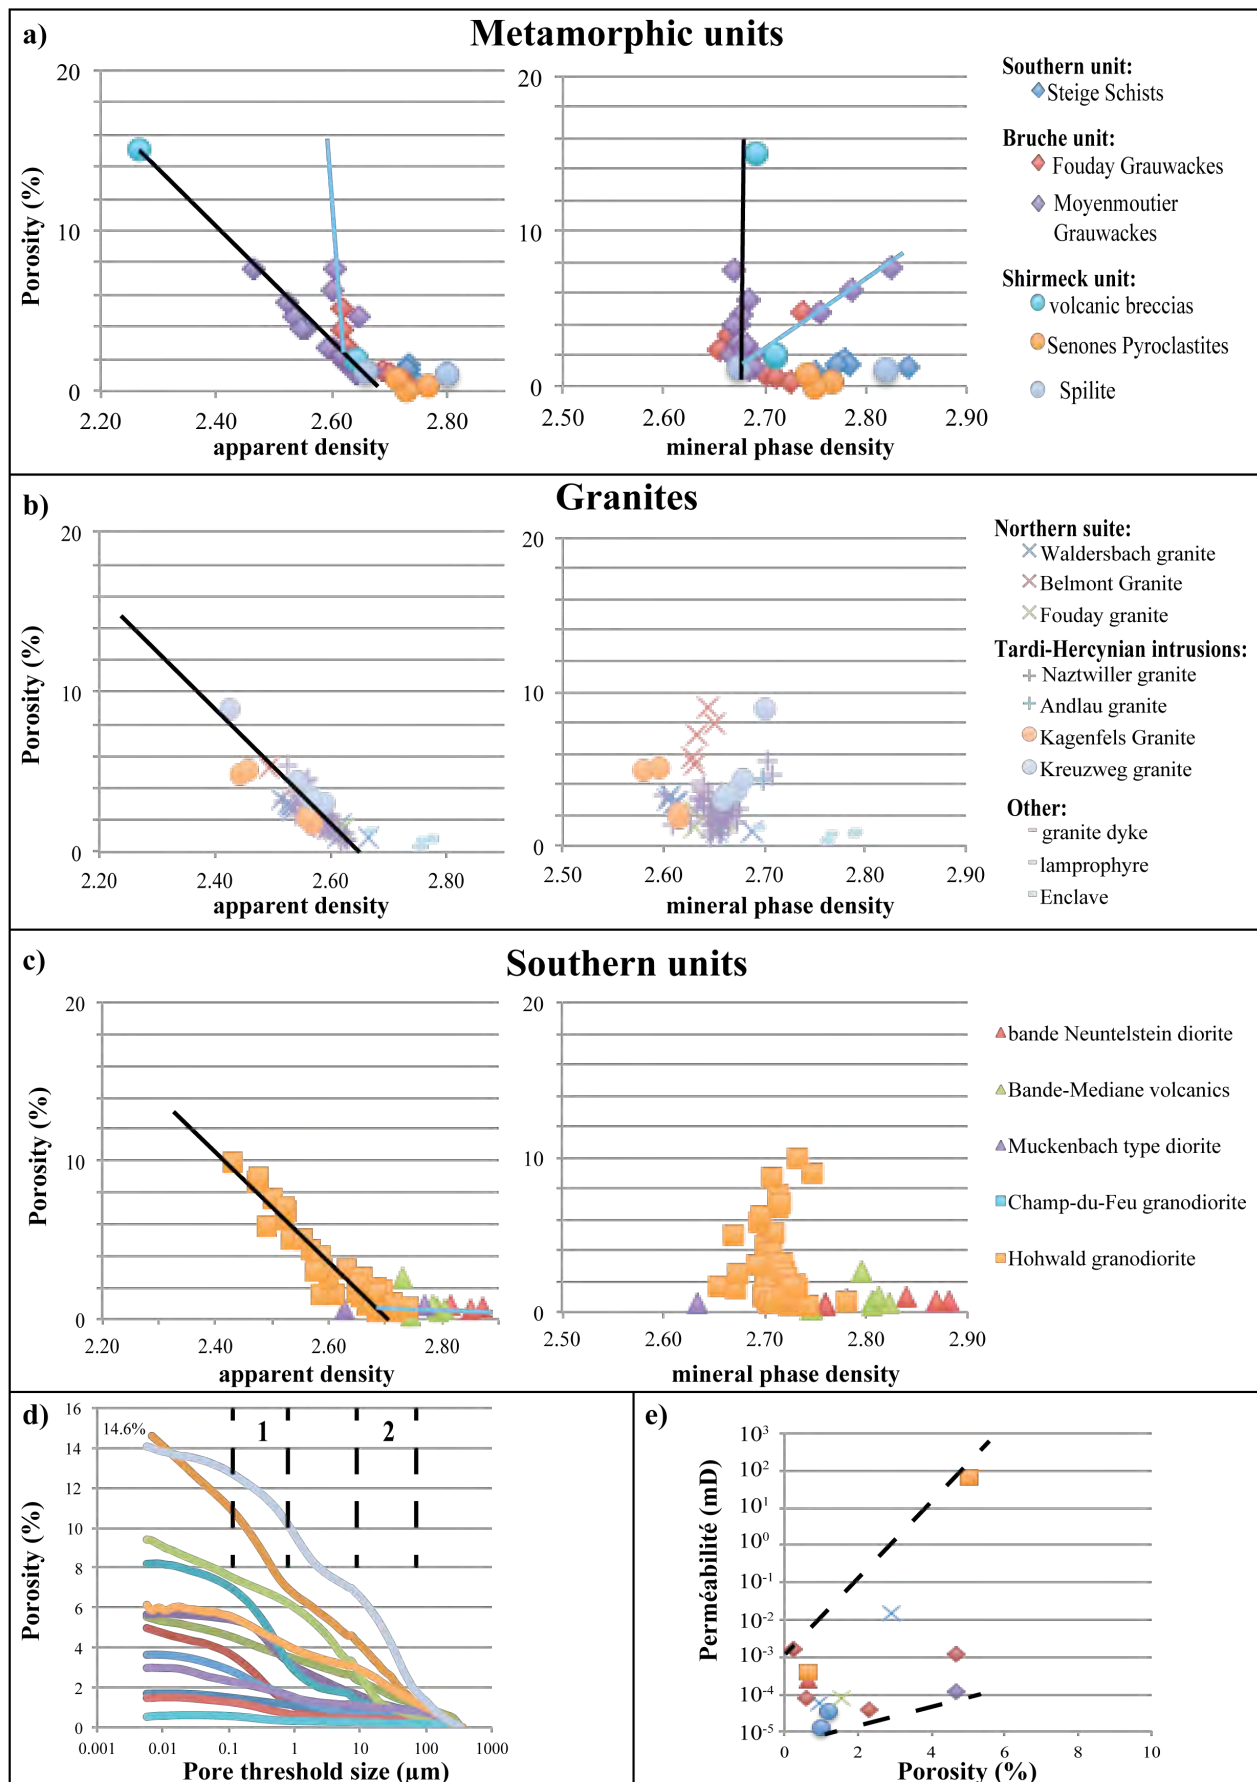 a)
Metamorphic units
20
10
0
Porosity (%)
2.20
2.40
2.60
2.80
apparent density
20
10
0
2.50
2.60
2.70
2.80
2.90
mineral phase density
Southern unit:
Steige Schists
Bruche unit:
Fouday Grauwackes
Moyenmoutier
Grauwackes
Shirmeck unit:
volcanic breccias
Senones Pyroclastites
Spilite
b)
Granites
20
10
0
Porosity (%)
2.20
2.40
2.60
2.80
apparent density
20
10
0
2.50
2.60
2.70
2.80
2.90
mineral phase density
Northern suite:
Waldersbach granite
Belmont Granite
Fouday granite
Tardi-Hercynian intrusions:
Naztwiller granite
Andlau granite
Kagenfels Granite
Kreuzweg granite
Other:
granite dyke
lamprophyre
Enclave
c)
Southern units
20
10
0
Porosity (%)
2.20
2.40
2.60
2.80
apparent density
20
10
0
2.50
2.60
2.70
2.80
2.90
mineral phase density
bande Neuntelstein diorite
Bande-Mediane volcanics
Muckenbach type diorite
Champ-du-Feu granodiorite
Hohwald granodiorite
d)
16
14
12
10
8
6
4
2
0
Porosity (%)
14.6%
1
2
0.001
0.01
0.1
1
10
100
1000
Pore threshold size (µm)
e)
10³
10²
10¹
10⁰
10⁻¹
10⁻²
10⁻³
10⁻⁴
10⁻⁵
Perméabilité (mD)
0
2
4
6
8
10
Porosity (%)